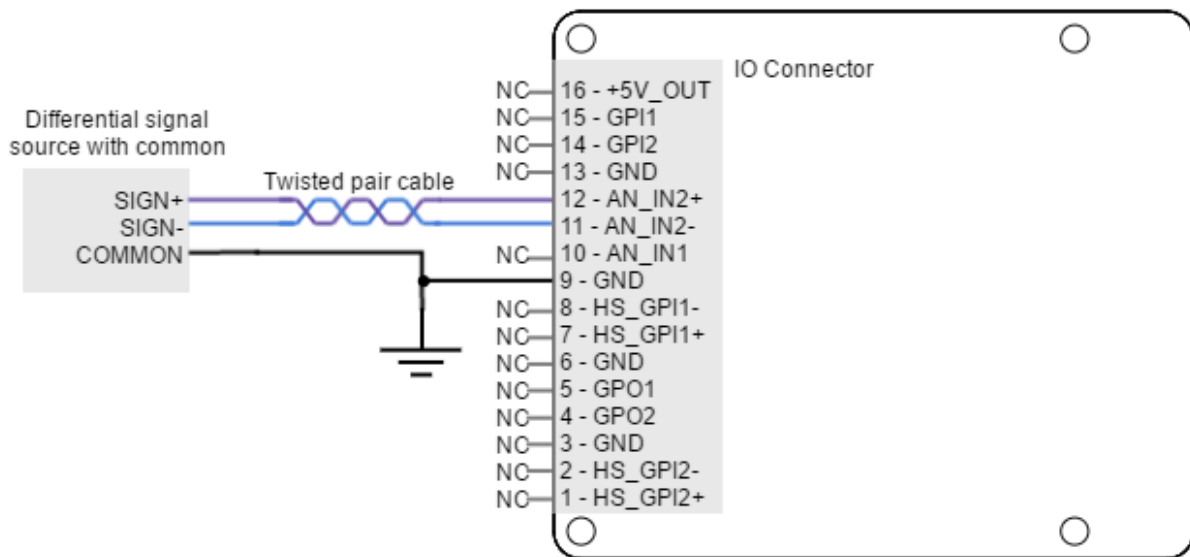 IO Connector
NC 16 - +5V_OUT
NC 15 - GPI1
NC 14 - GPI2
NC 13 - GND
Differential signal
source with common
SIGN+
SIGN-
COMMON
Twisted pair cable
12 - AN_IN2+
11 - AN_IN2-
NC 10 - AN_IN1
9 - GND
NC 8 - HS_GPI1-
NC 7 - HS_GPI1+
NC 6 - GND
NC 5 - GPO1
NC 4 - GPO2
NC 3 - GND
NC 2 - HS_GPI2-
NC 1 - HS_GPI2+